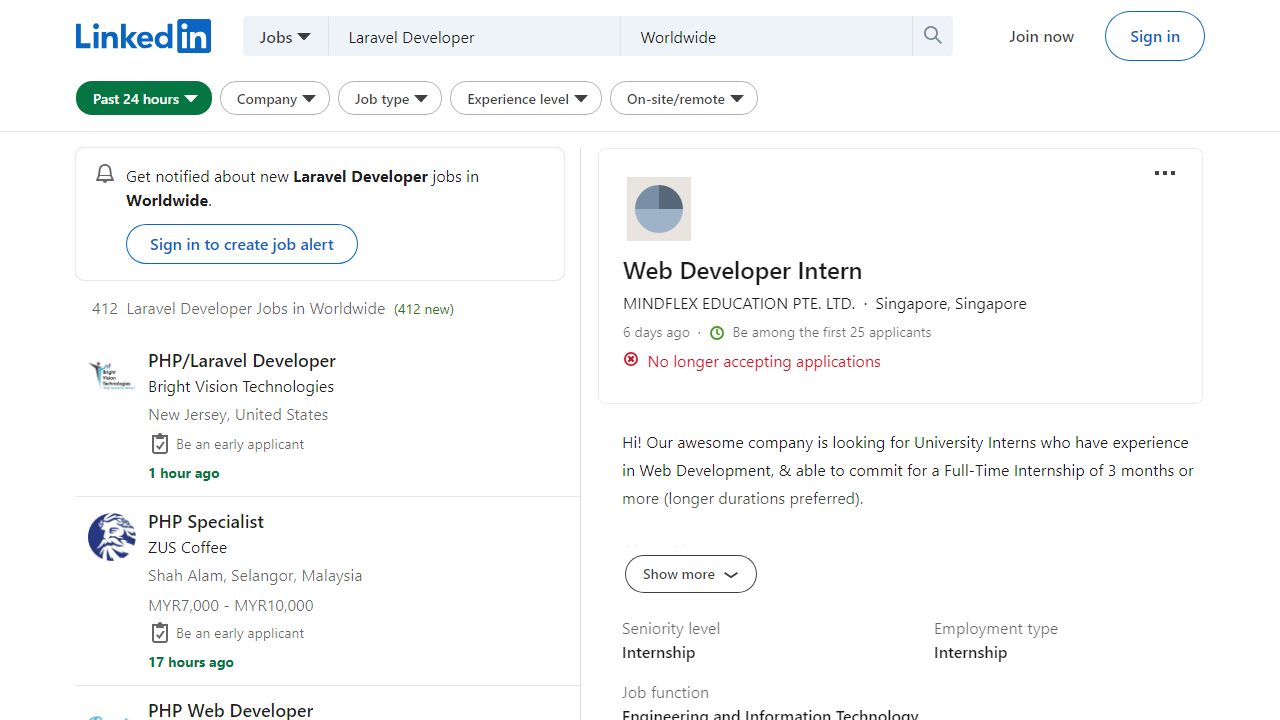 LinkedIn
Jobs
Laravel Developer
Worldwide
Join now
Sign in
Past 24 hours
Company
Job type
Experience level
On-site/remote
Get notified about new Laravel Developer jobs in
Worldwide.
Sign in to create job alert
412 Laravel Developer Jobs in Worldwide (412 new)
Bright
Vision
Technologies
PHP/Laravel Developer
Bright Vision Technologies
New Jersey, United States
Be an early applicant
1 hour ago
PHP Specialist
ZUS Coffee
Shah Alam, Selangor, Malaysia
MYR7,000 - MYR10,000
Be an early applicant
17 hours ago
PHP Web Developer
Web Developer Intern
MINDFLEX EDUCATION PTE. LTD. · Singapore, Singapore
6 days ago · Be among the first 25 applicants
No longer accepting applications
Hi! Our awesome company is looking for University Interns who have experience
in Web Development, & able to commit for a Full-Time Internship of 3 months or
more (longer durations preferred).
Show more
Seniority level
Internship
Employment type
Internship
Job function
Engineering and Information Technology